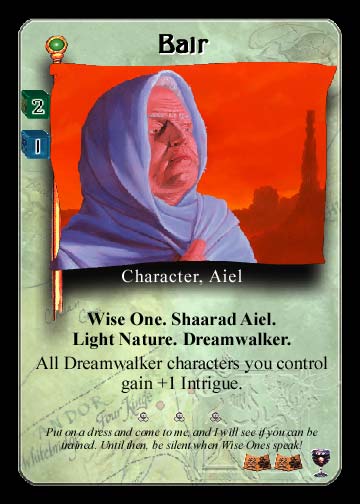 Bair
2
1
Character, Aiel
Wise One. Shaarad Aiel.
Light Nature. Dreamwalker.
All Dreamwalker characters you control
gain +1 Intrigue.
Put on a dress and come to me, and I will see if you can be
trained. Until then, be silent when Wise Ones speak!